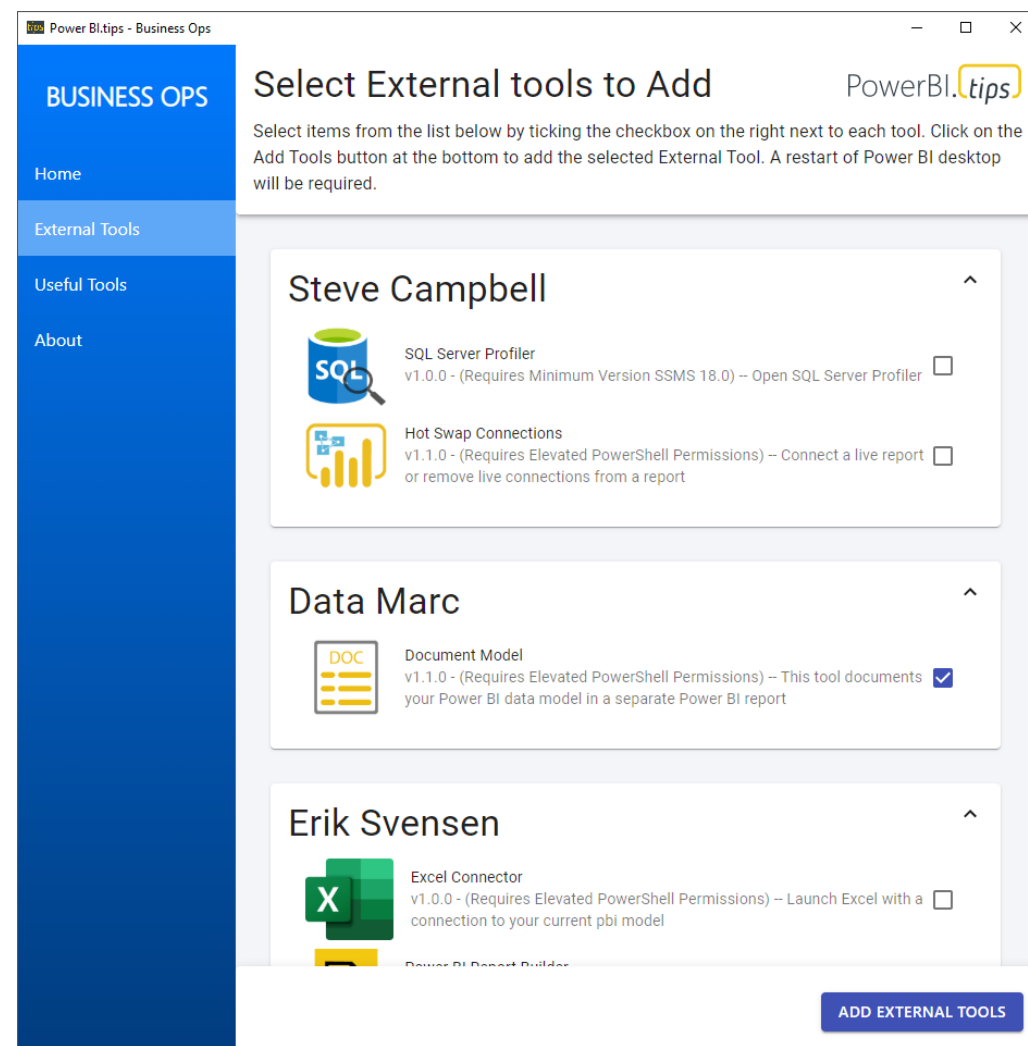 tips Power BI.tips - Business Ops
BUSINESS OPS
Home
External Tools
Useful Tools
About
Select External tools to Add
PowerBI.tips
Select items from the list below by ticking the checkbox on the right next to each tool. Click on the
Add Tools button at the bottom to add the selected External Tool. A restart of Power BI desktop
will be required.
Steve Campbell
SQL
SQL Server Profiler
v1.0.0 - (Requires Minimum Version SSMS 18.0) -- Open SQL Server Profiler
Hot Swap Connections
v1.1.0 - (Requires Elevated PowerShell Permissions) -- Connect a live report
or remove live connections from a report
Data Marc
DOC
Document Model
v1.1.0 - (Requires Elevated PowerShell Permissions) -- This tool documents
your Power BI data model in a separate Power BI report
Erik Svensen
X
Excel Connector
v1.0.0 - (Requires Elevated PowerShell Permissions) -- Launch Excel with a
connection to your current pbi model
Power BI Report Builder
ADD EXTERNAL TOOLS